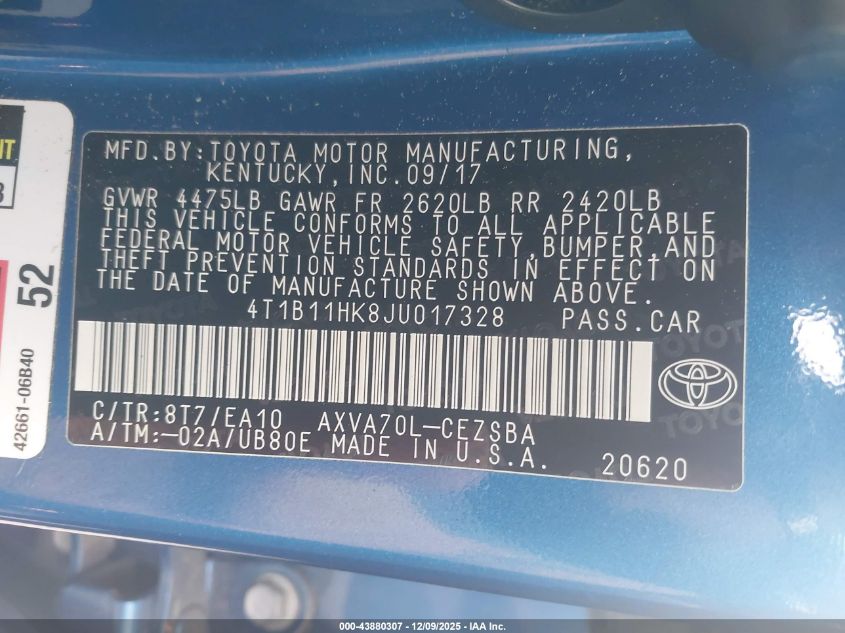 MFD.BY:TOYOTA MOTOR MANUFACTURING,
KENTUCKY,INC.09/17
GVWR 4475LB GAWR FR 2620LB RR 2420LB
THIS VEHICLE CONFORMS TO ALL APPLICABLE
FEDERAL MOTOR VEHICLE SAFETY,BUMPER,AND
THEFT PREVENTION STANDARDS IN EFFECT ON
THE DATE OF MANUFACTURE SHOWN ABOVE.
4T1B11HK8JU017328 PASS.CAR
C/TR:8T7/EA10 AXVA70L-CEZSBA
A/TM:-02A/UB80E MADE IN U.S.A. 20620
52
42661-06B40
000-43880307 - 12/09/2025 - IAA Inc.